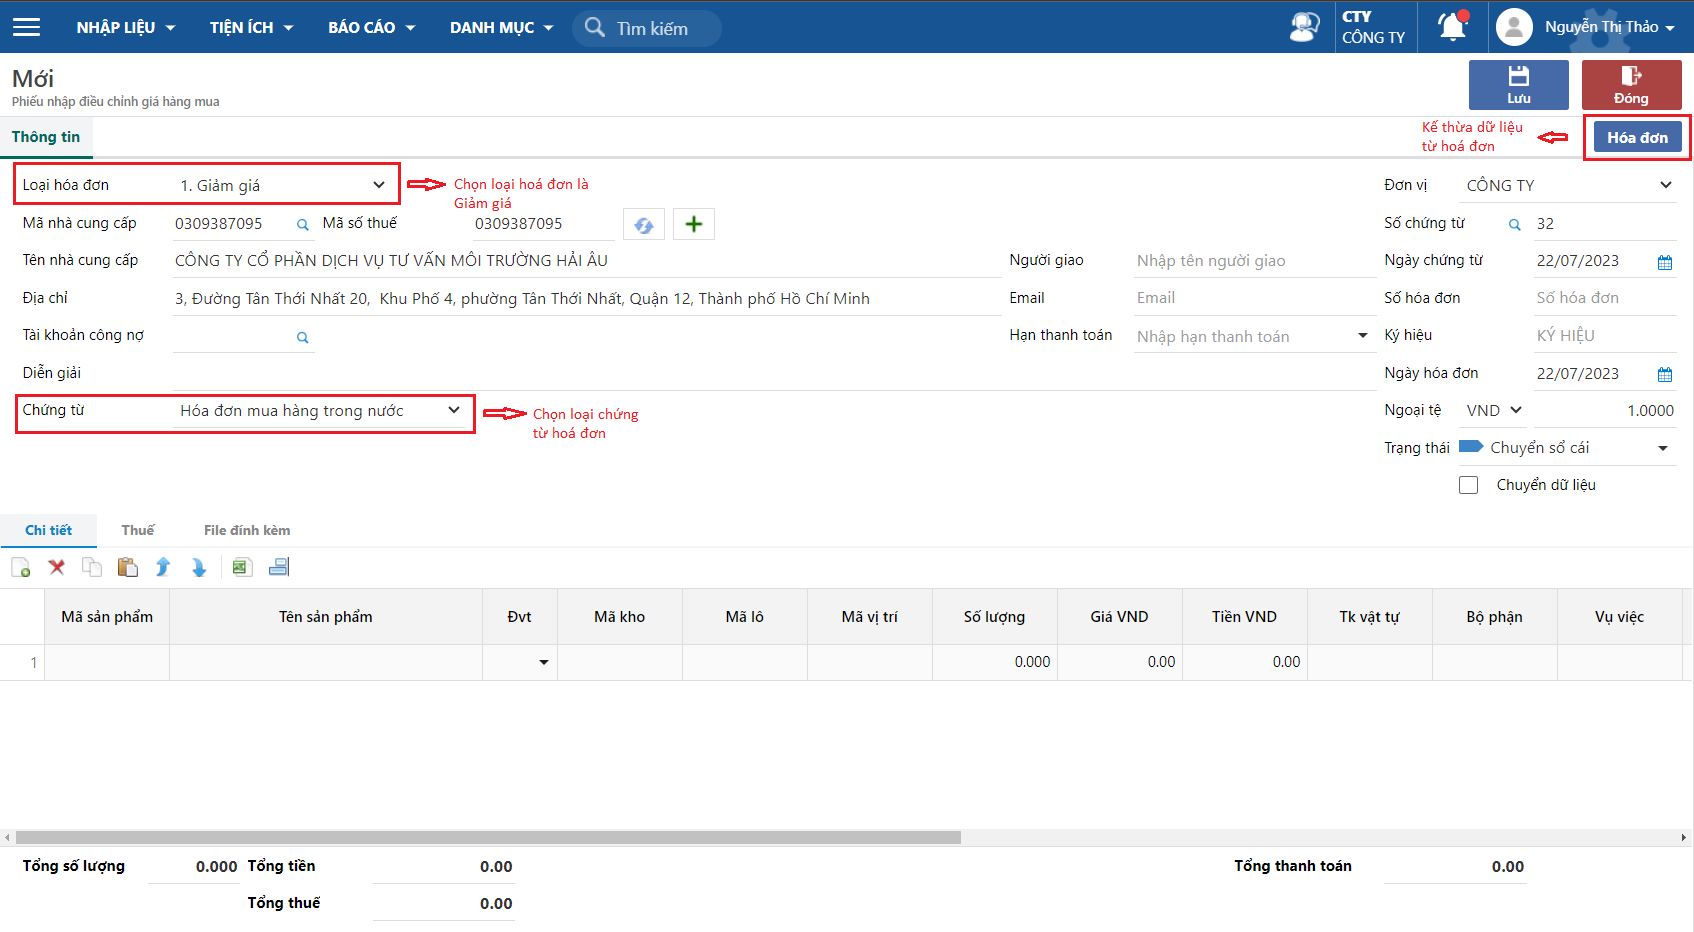 NHẬP LIỆU
TIỆN ÍCH
BÁO CÁO
DANH MỤC
Tìm kiếm
CTY
CÔNG TY
Nguyễn Thị Thảo
Mới
Phiếu nhập điều chỉnh giá hàng mua
Lưu
Đóng
Thông tin
Kế thừa dữ liệu
từ hoá đơn
Hóa đơn
Loại hóa đơn 1. Giảm giá
Chọn loại hoá đơn là
Giảm giá
Đơn vị CÔNG TY
Mã nhà cung cấp 0309387095 Mã số thuế 0309387095
Số chứng từ 32
Tên nhà cung cấp CÔNG TY CỔ PHẦN DỊCH VỤ TƯ VẤN MÔI TRƯỜNG HẢI ÂU
Người giao Nhập tên người giao
Ngày chứng từ 22/07/2023
Địa chỉ 3, Đường Tân Thới Nhất 20, Khu Phố 4, phường Tân Thới Nhất, Quận 12, Thành phố Hồ Chí Minh
Email Email
Số hóa đơn Số hóa đơn
Tài khoản công nợ
Hạn thanh toán Nhập hạn thanh toán
Ký hiệu KÝ HIỆU
Diễn giải
Ngày hóa đơn 22/07/2023
Chứng từ Hóa đơn mua hàng trong nước
Chọn loại chứng
từ hoá đơn
Ngoại tệ VND 1.0000
Trạng thái Chuyển sổ cái
Chuyển dữ liệu
Chi tiết Thuế File đính kèm
Mã sản phẩm Tên sản phẩm Đvt Mã kho Mã lô Mã vị trí Số lượng Giá VND Tiền VND Tk vật tự Bộ phận Vụ việc
1 0.000 0.00 0.00
Tổng số lượng 0.000 Tổng tiền 0.00 Tổng thanh toán 0.00
Tổng thuế 0.00